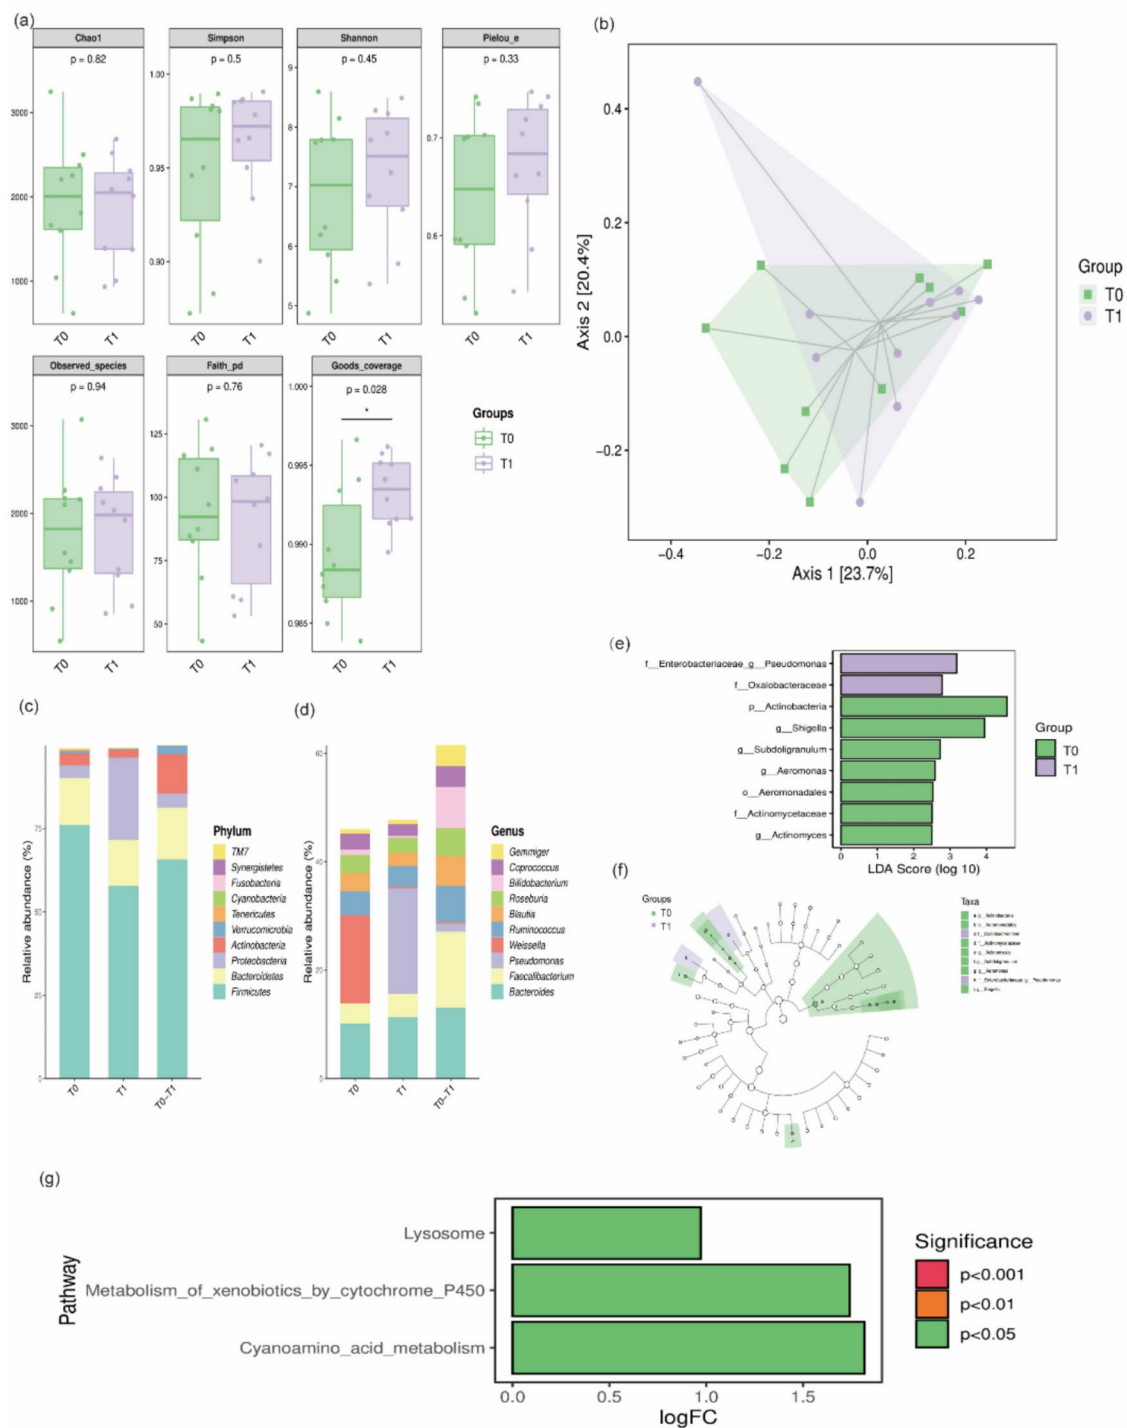 (a)
Chao1
p = 0.82
3000
2000
1000
T0
T1
Simpson
p = 0.5
1.00
0.95
0.90
T0
T1
Shannon
p = 0.45
9
8
7
6
5
T0
T1
Pielou_e
p = 0.33
0.7
0.6
T0
T1
Observed_species
p = 0.94
3000
2000
1000
T0
T1
Faith_pd
p = 0.76
125
100
75
50
T0
T1
Goods_coverage
p = 0.028
*
1.000
0.995
0.990
0.985
T0
T1
Groups
T0
T1
(b)
0.4
0.2
0.0
−0.2
Axis 2 [20.4%]
−0.4
−0.2
0.0
0.2
Axis 1 [23.7%]
Group
T0
T1
(c)
Relative abundance (%)
75
50
25
0
T0
T1
T0−T1
Phylum
TM7
Synergistetes
Fusobacteria
Cyanobacteria
Tenericutes
Verrucomicrobia
Actinobacteria
Proteobacteria
Bacteroidetes
Firmicutes
(d)
Relative abundance (%)
60
40
20
0
T0
T1
T0−T1
Genus
Gemmiger
Coprococcus
Bifidobacterium
Roseburia
Blautia
Ruminococcus
Weissella
Pseudomonas
Faecalibacterium
Bacteroides
(e)
f__Enterobacteriaceae_g__Pseudomonas
f__Oxalobacteraceae
p__Actinobacteria
g__Shigella
g__Subdoligranulum
g__Aeromonas
o__Aeromonadales
f__Actinomycetaceae
g__Actinomyces
0
1
2
3
4
LDA Score (log 10)
Group
T0
T1
(f)
Groups
T0
T1
Taxa
(g)
Pathway
Lysosome
Metabolism_of_xenobiotics_by_cytochrome_P450
Cyanoamino_acid_metabolism
0.0
0.5
1.0
1.5
logFC
Significance
p<0.001
p<0.01
p<0.05